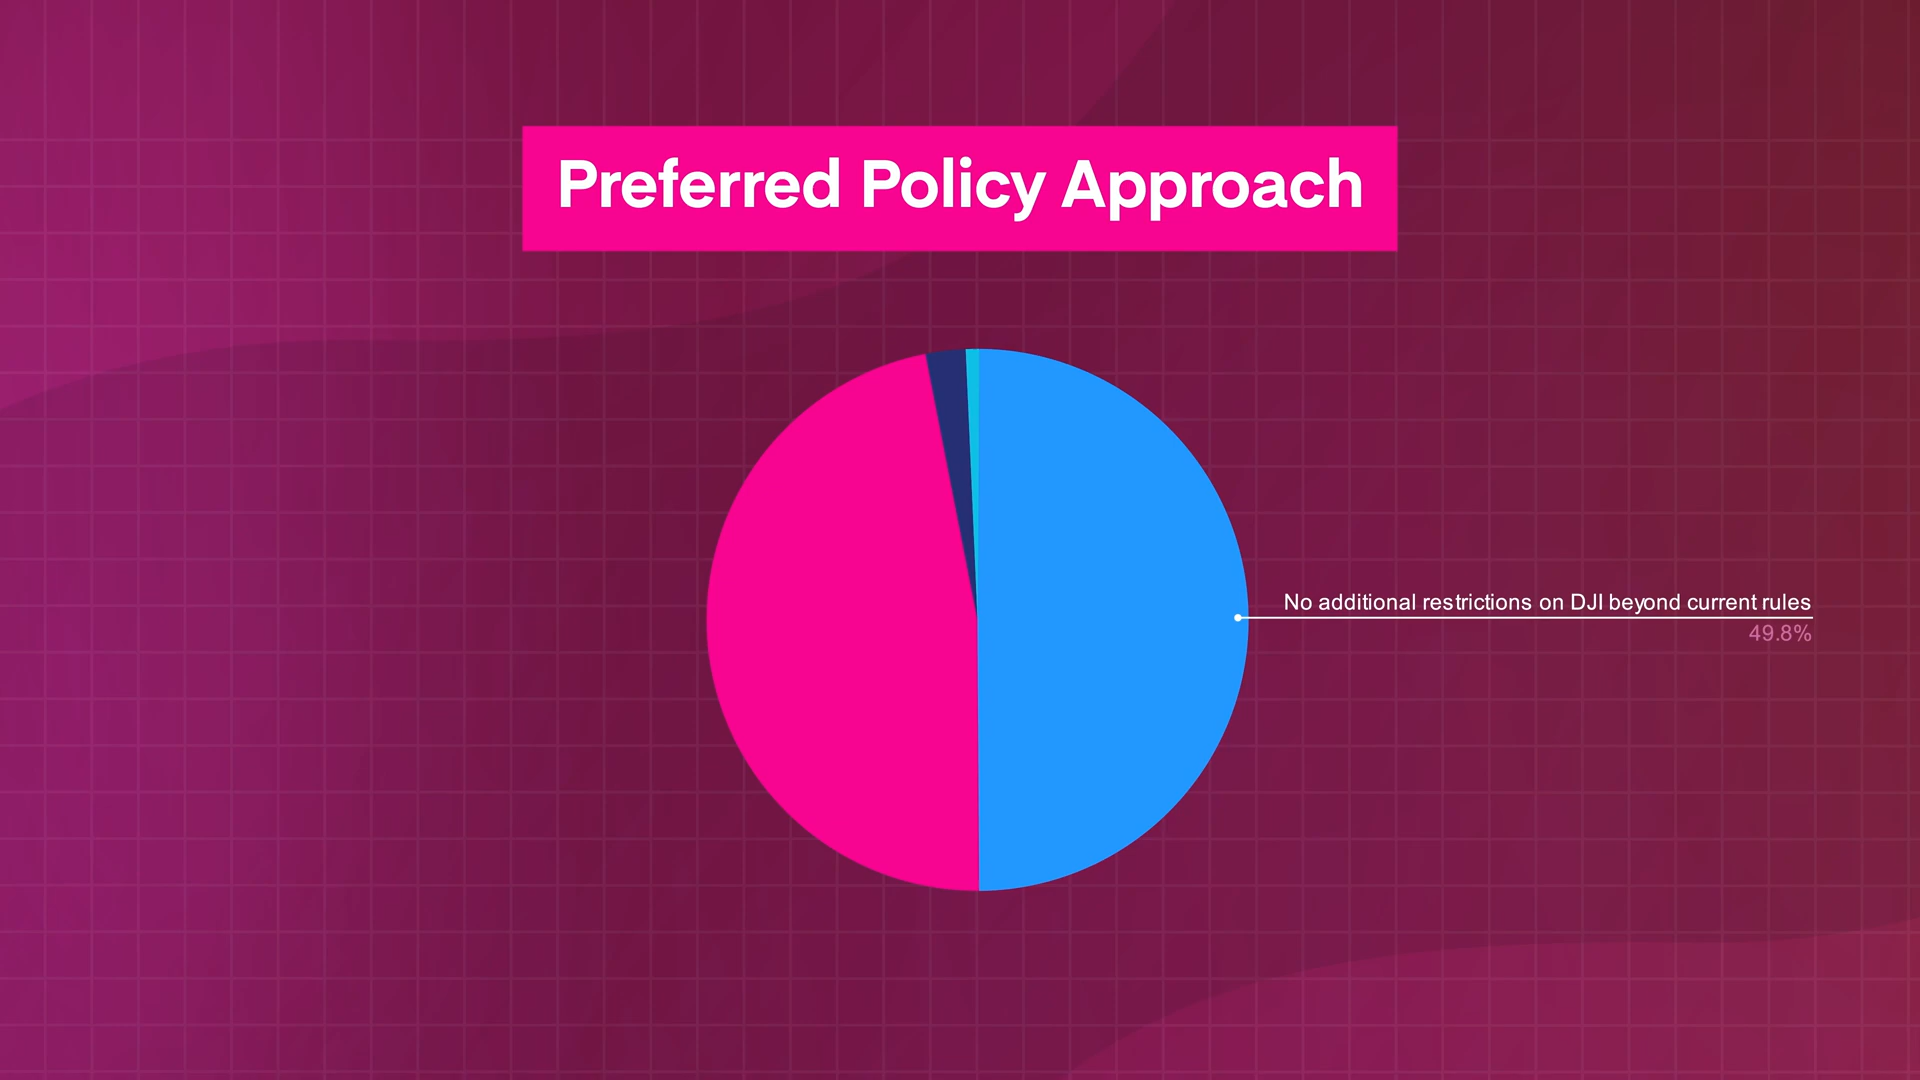 Preferred Policy Approach
No additional restrictions on DJI beyond current rules
49.8%